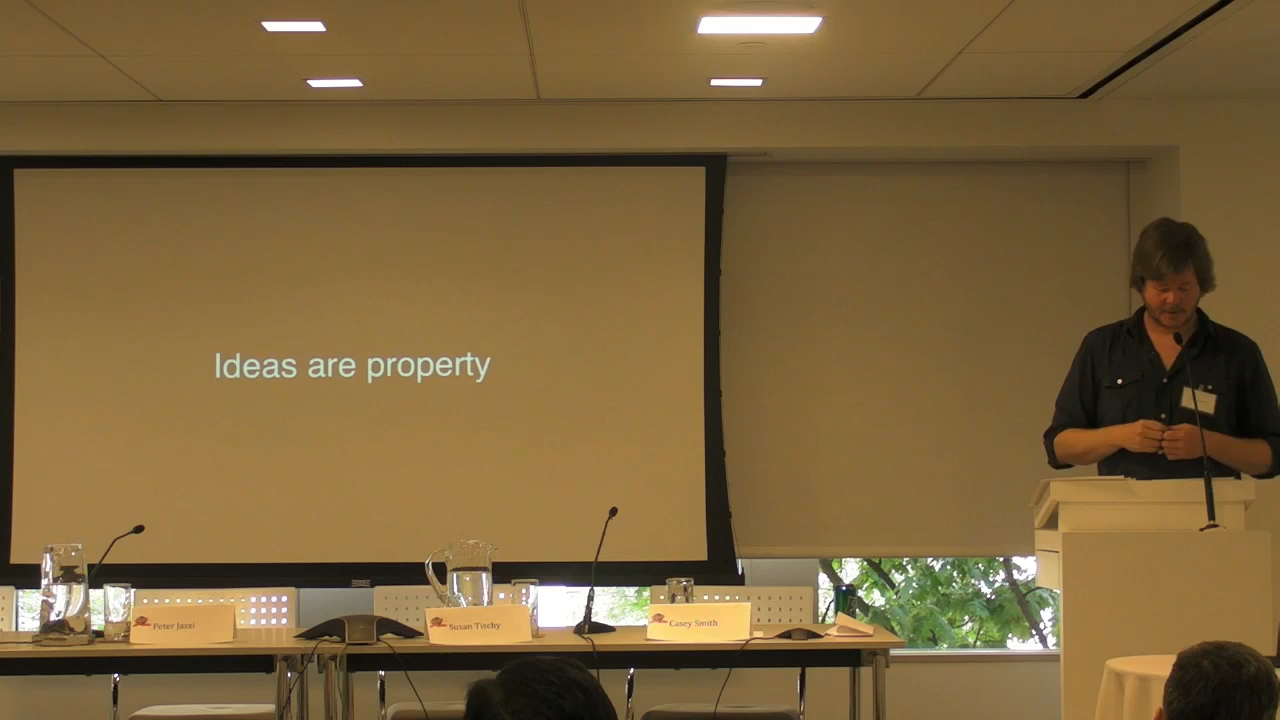 Ideas are property
Peter Jaszi
Susan Tischy
Casey Smith